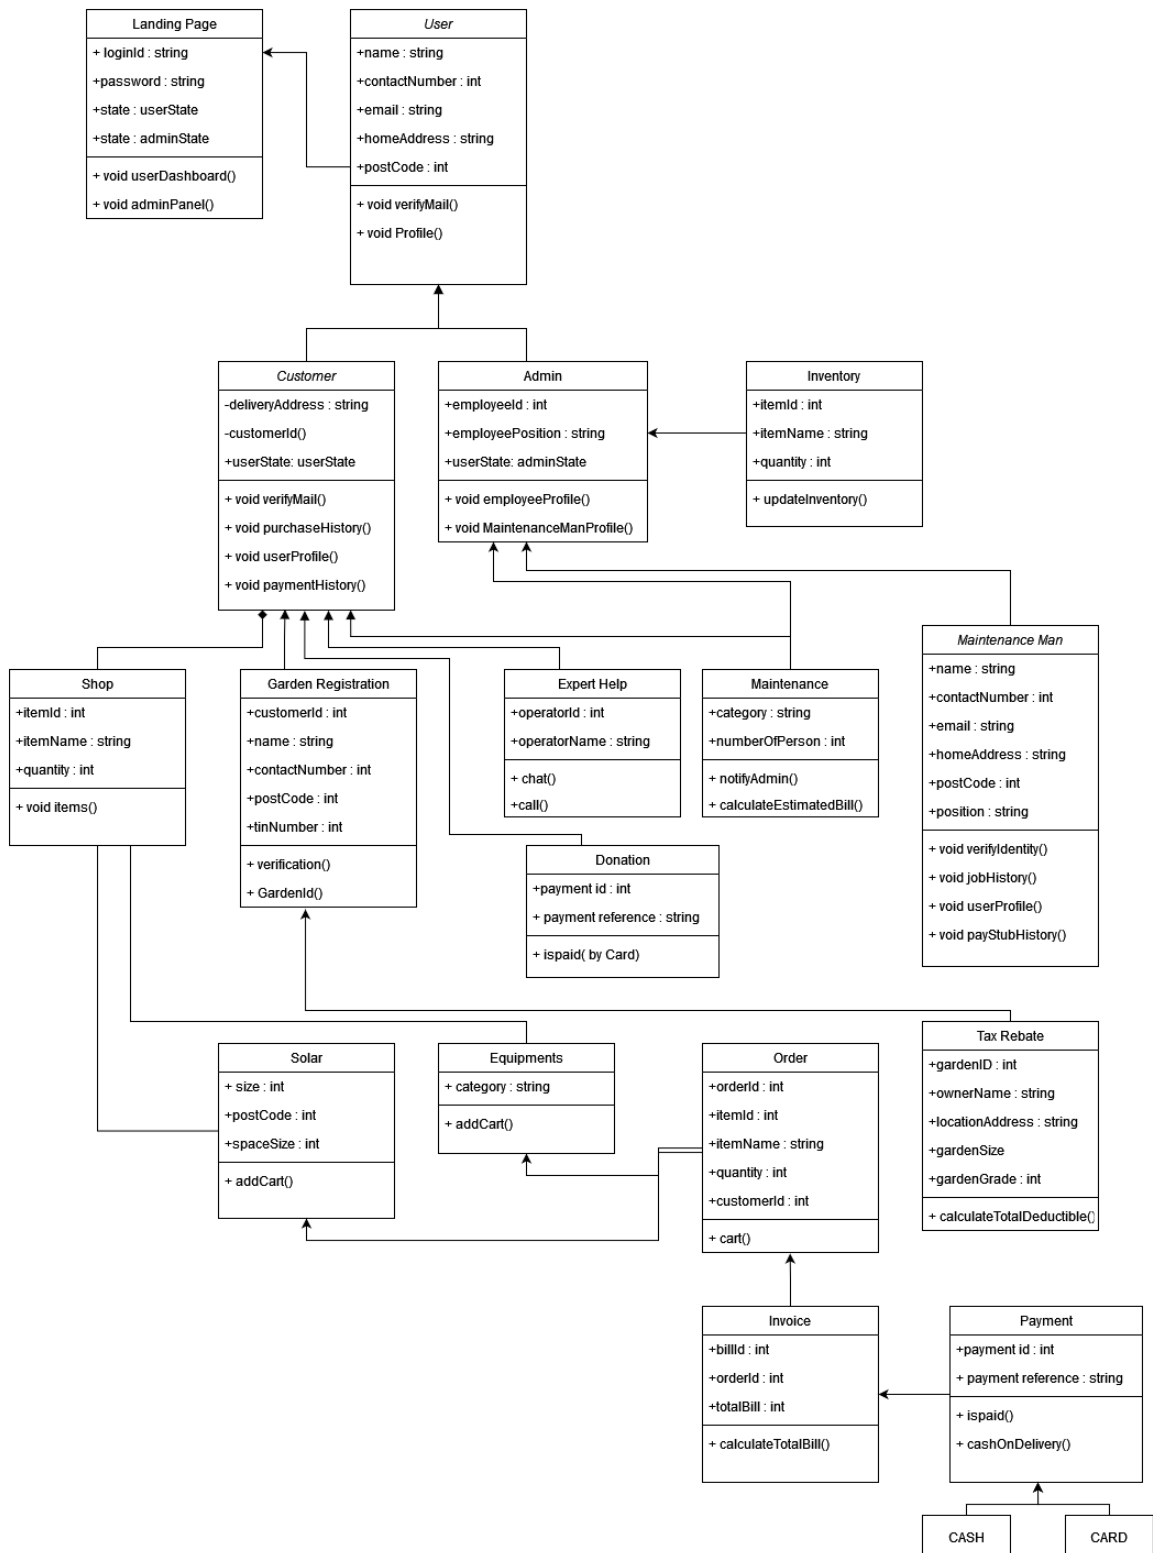 Landing Page
+ loginId : string
+password : string
+state : userState
+state : adminState
+ void userDashboard()
+ void adminPanel()
User
+name : string
+contactNumber : int
+email : string
+homeAddress : string
+postCode : int
+ void verifyMail()
+ void Profile()
Customer
-deliveryAddress : string
-customerId()
+userState: userState
+ void verifyMail()
+ void purchaseHistory()
+ void userProfile()
+ void paymentHistory()
Admin
+employeeId : int
+employeePosition : string
+userState: adminState
+ void employeeProfile()
+ void MaintenanceManProfile()
Inventory
+itemId : int
+itemName : string
+quantity : int
+ updateInventory()
Shop
+itemId : int
+itemName : string
+quantity : int
+ void items()
Garden Registration
+customerId : int
+name : string
+contactNumber : int
+postCode : int
+tinNumber : int
+ verification()
+ GardenId()
Expert Help
+operatorId : int
+operatorName : string
+ chat()
+call()
Maintenance
+category : string
+numberOfPerson : int
+ notifyAdmin()
+ calculateEstimatedBill()
Maintenance Man
+name : string
+contactNumber : int
+email : string
+homeAddress : string
+postCode : int
+position : string
+ void verifyIdentity()
+ void jobHistory()
+ void userProfile()
+ void payStubHistory()
Donation
+payment id : int
+ payment reference : string
+ ispaid( by Card)
Solar
+ size : int
+postCode : int
+spaceSize : int
+ addCart()
Equipments
+ category : string
+ addCart()
Order
+orderId : int
+itemId : int
+itemName : string
+quantity : int
+customerId : int
+ cart()
Tax Rebate
+gardenID : int
+ownerName : string
+locationAddress : string
+gardenSize
+gardenGrade : int
+ calculateTotalDeductible()
Invoice
+billId : int
+orderId : int
+totalBill : int
+ calculateTotalBill()
Payment
+payment id : int
+ payment reference : string
+ ispaid()
+ cashOnDelivery()
CASH
CARD